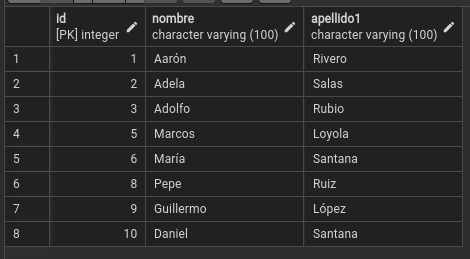 id nombre apellido1
[PK] integer character varying (100) character varying (100)
1 1 Aarón Rivero
2 2 Adela Salas
3 3 Adolfo Rubio
4 5 Marcos Loyola
5 6 María Santana
6 8 Pepe Ruiz
7 9 Guillermo López
8 10 Daniel Santana